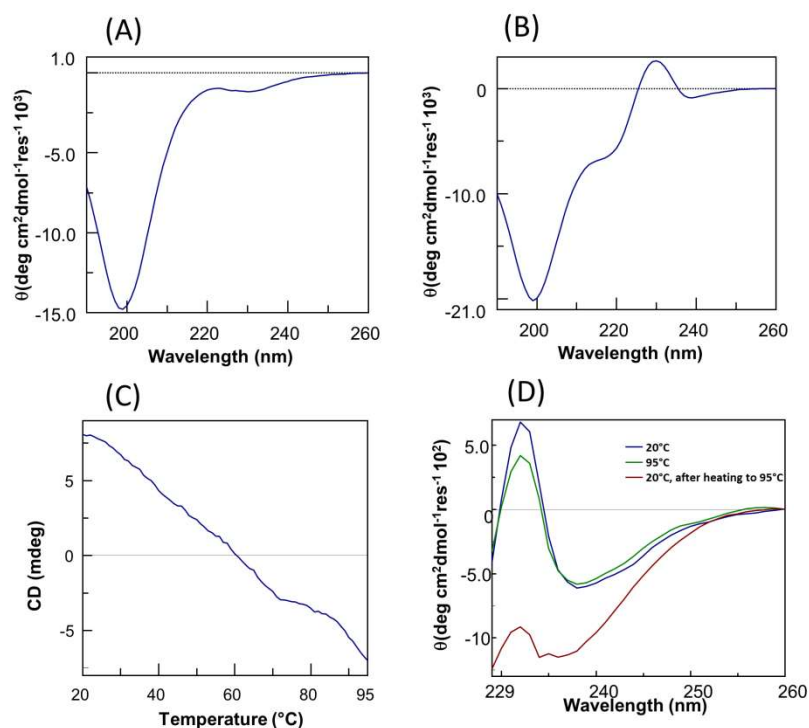 (A)
1.0
-5.0
-10.0
-15.0
θ(deg cm²dmol⁻¹res⁻¹ 10³)
200 220 240 260
Wavelength (nm)
(B)
0
-10.0
-21.0
θ(deg cm²dmol⁻¹res⁻¹ 10³)
200 220 240 260
Wavelength (nm)
(C)
5
0
-5
CD (mdeg)
20 40 60 80 95
Temperature (°C)
(D)
5.0
0
-5.0
-10
θ(deg cm²dmol⁻¹res⁻¹ 10²)
20°C
95°C
20°C, after heating to 95°C
229 240 250 260
Wavelength (nm)